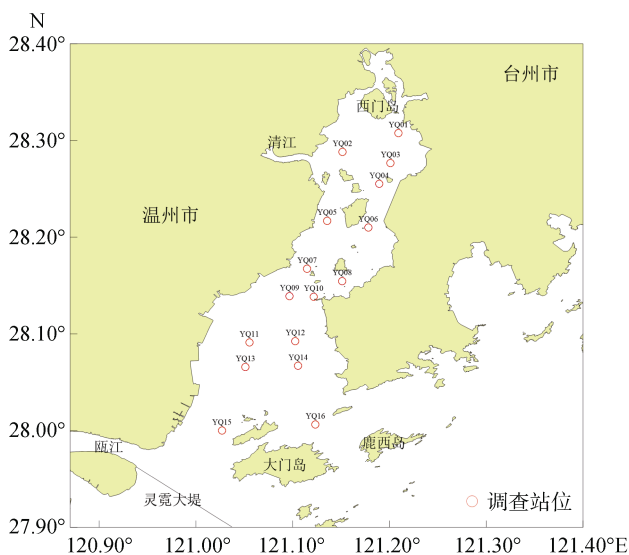 N
28.40°
台州市
西门岛
YQ01
28.30°
清江
YQ02
YQ03
YQ04
温州市
YQ05
YQ06
28.20°
YQ07
YQ08
YQ09
YQ10
28.10°
YQ11
YQ12
YQ13
YQ14
YQ15
YQ16
28.00°
瓯江
鹿西岛
大门岛
灵霓大堤
调查站位
27.90°
120.90°
121.00°
121.10°
121.20°
121.30°
121.40°E